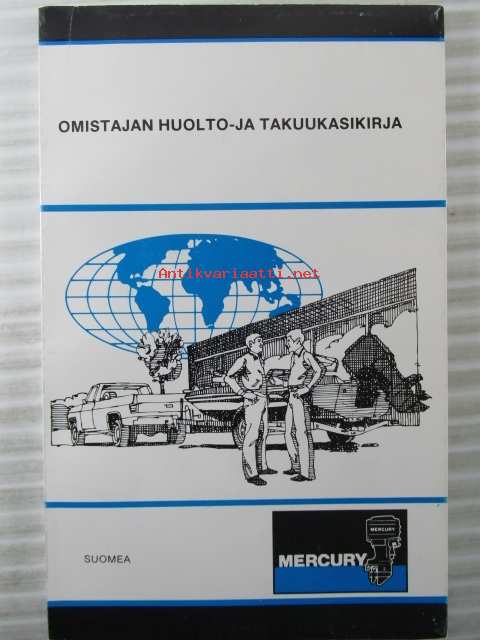 OMISTAJAN HUOLTO-JA TAKUUKASIKIRJA
Antikvariaatti.net
SUOMEA
MERCURY
MERCURY